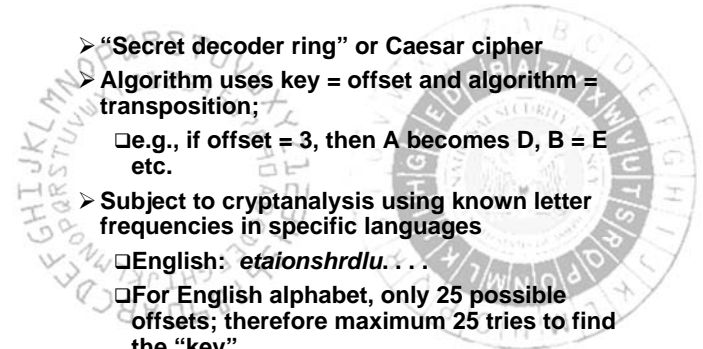 ➢ “Secret decoder ring” or Caesar cipher
➢ Algorithm uses key = offset and algorithm =
transposition;
❑e.g., if offset = 3, then A becomes D, B = E
etc.
➢ Subject to cryptanalysis using known letter
frequencies in specific languages
❑English: etaionshrdlu. . . .
❑For English alphabet, only 25 possible
offsets; therefore maximum 25 tries to find
the “key”